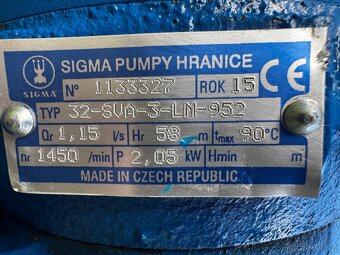 SIGMA PUMPY HRANICE
SIGMA
N° 1133327 ROK 15 CE
TYP 32-SVA-3-LM-952
Qr 1,15 l/s Hr 58 m tmax 90°C
nr 1450 /min P 2,05 kW Hmin m
MADE IN CZECH REPUBLIC